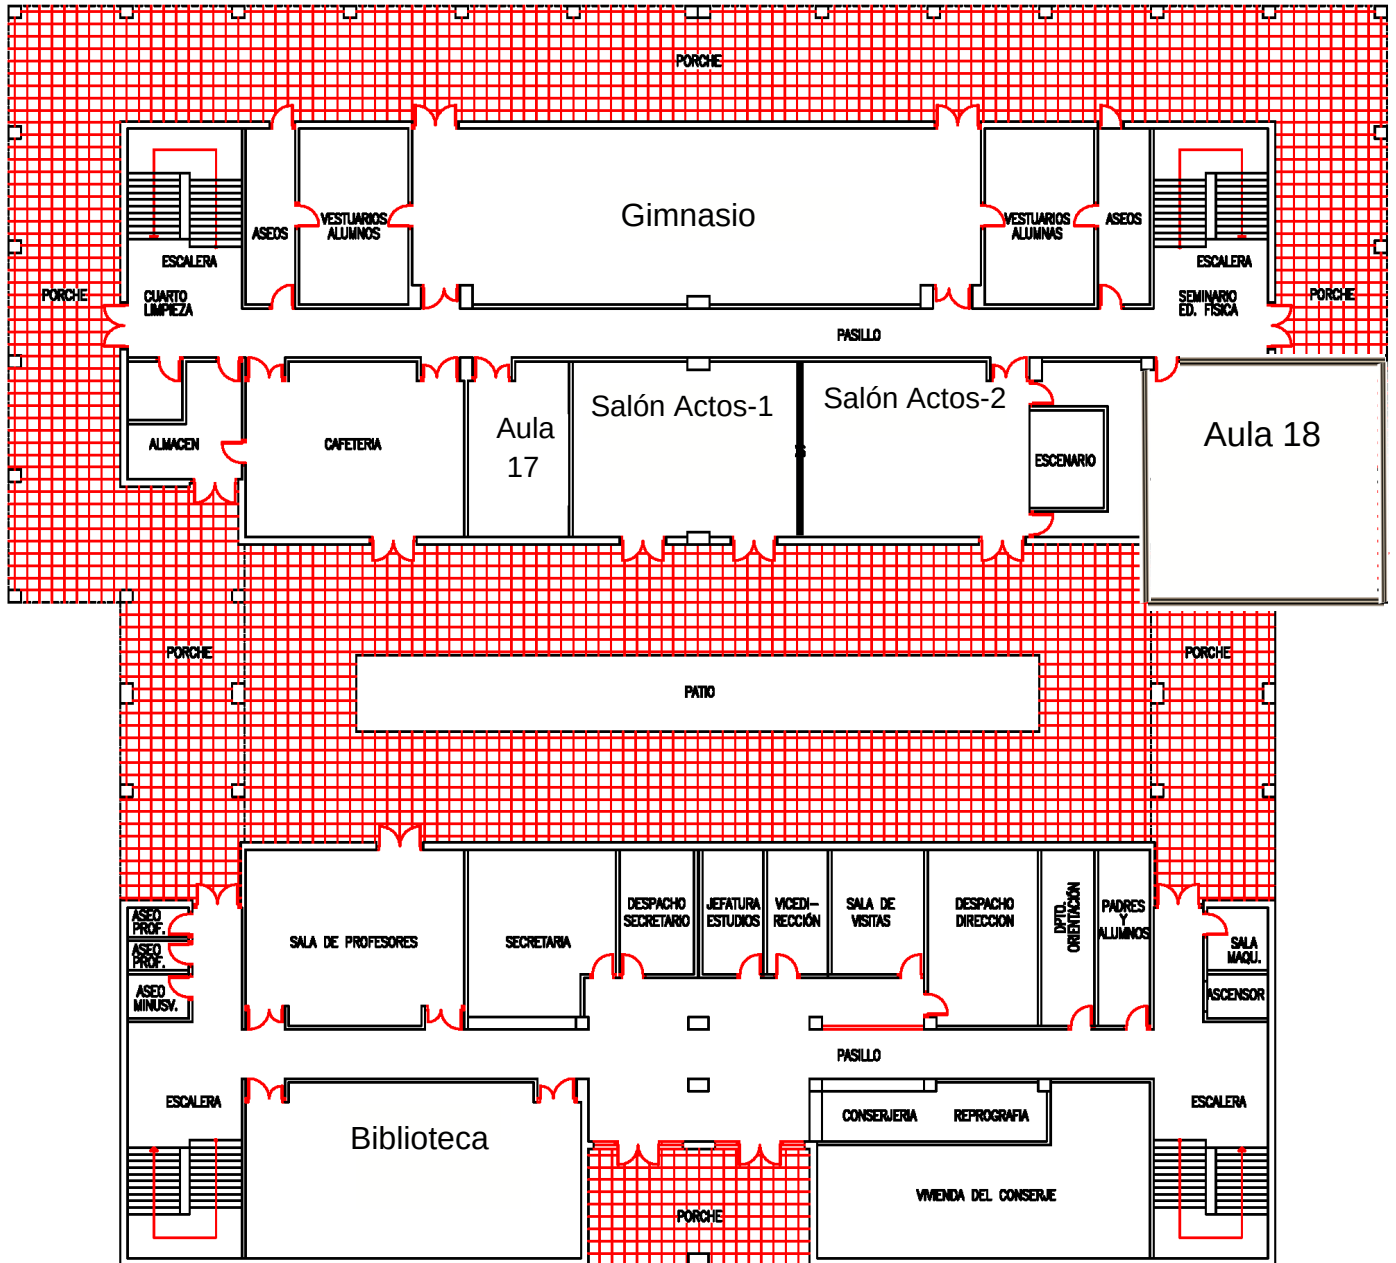 PORCHE
Gimnasio
ASEOS
VESTUARIOS
ALUMNOS
VESTUARIOS
ALUMNAS
ASEOS
ESCALERA
ESCALERA
PORCHE
CUARTO
LIMPIEZA
SEMINARIO
ED. FÍSICA
PORCHE
PASILLO
ALMACEN
CAFETERIA
Aula
17
Salón Actos-1
Salón Actos-2
ESCENARIO
Aula 18
PORCHE
PORCHE
PATIO
ASEO
PROF.
ASEO
PROF.
ASEO
MINUSV.
SALA DE PROFESORES
SECRETARIA
DESPACHO
SECRETARIO
JEFATURA
ESTUDIOS
VICEDI-
RECCIÓN
SALA DE
VISITAS
DESPACHO
DIRECCION
DPTO.
ORIENTACIÓN
PADRES
Y
ALUMNOS
SALA
MAQU.
ASCENSOR
PASILLO
ESCALERA
ESCALERA
Biblioteca
CONSERJERIA
REPROGRAFIA
VIVIENDA DEL CONSERJE
PORCHE